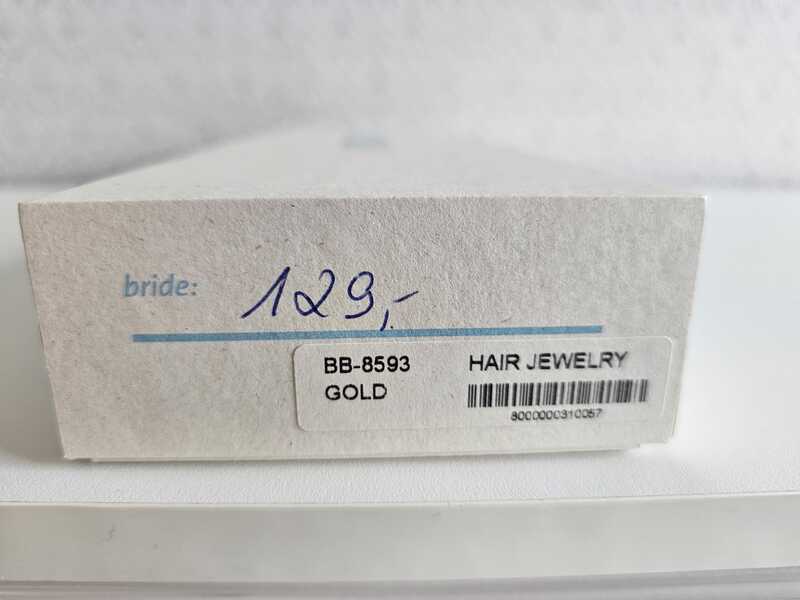 bride: 129,-
BB-8593 HAIR JEWELRY
GOLD
8000000310057